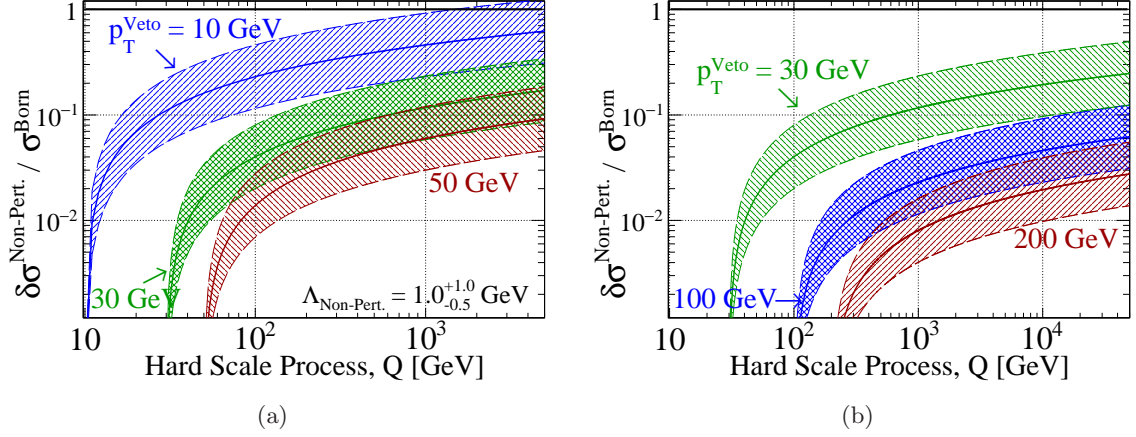 1
p_T^Veto = 10 GeV
10^-1
50 GeV
10^-2
30 GeV
Λ_Non-Pert. = 1.0_-0.5^+1.0 GeV
δσ^Non-Pert. / σ^Born
10 10^2 10^3
Hard Scale Process, Q [GeV]
(a)
1
p_T^Veto = 30 GeV
10^-1
10^-2
200 GeV
100 GeV
δσ^Non-Pert. / σ^Born
10 10^2 10^3 10^4
Hard Scale Process, Q [GeV]
(b)